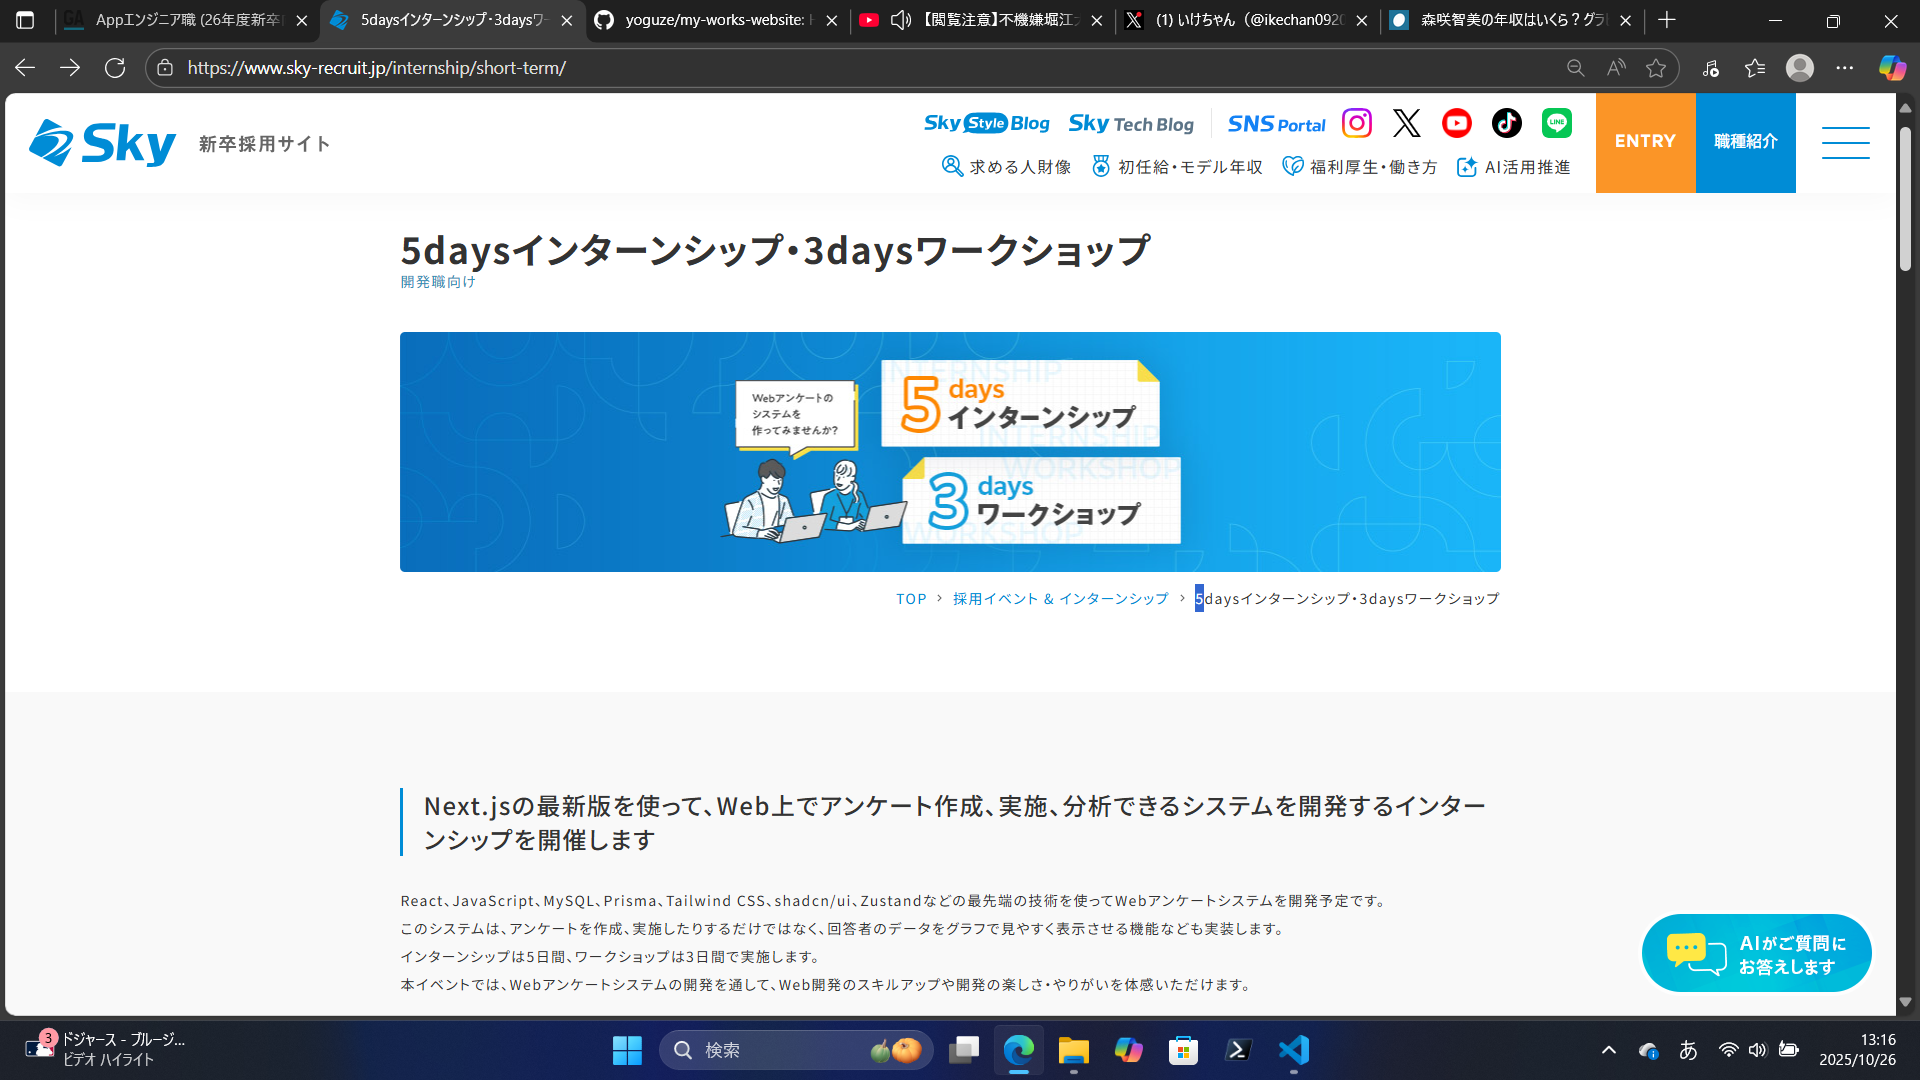 Appエンジニア職 (26年度新卒
5daysインターンシップ・3daysワー
yoguze/my-works-website:
【閲覧注意】不機嫌堀江
(1) いけちゃん（@ikechan092
森咲智美の年収はいくら？グラ
https://www.sky-recruit.jp/internship/short-term/
Sky 新卒採用サイト
Sky Style Blog
Sky Tech Blog
SNS Portal
LINE
求める人財像
初任給・モデル年収
福利厚生・働き方
AI活用推進
ENTRY
職種紹介
5daysインターンシップ・3daysワークショップ
開発職向け
Webアンケートの
システムを
作ってみませんか？
INTERNSHIP
5 days
インターンシップ
INTERNSHIP
WORKSHOP
3 days
ワークショップ
WORKSHOP
TOP > 採用イベント & インターンシップ > 5daysインターンシップ・3daysワークショップ
Next.jsの最新版を使って、Web上でアンケート作成、実施、分析できるシステムを開発するインター
ンシップを開催します
React、JavaScript、MySQL、Prisma、Tailwind CSS、shadcn/ui、Zustandなどの最先端の技術を使ってWebアンケートシステムを開発予定です。
このシステムは、アンケートを作成、実施したりするだけではなく、回答者のデータをグラフで見やすく表示させる機能なども実装します。
インターンシップは5日間、ワークショップは3日間で実施します。
本イベントでは、Webアンケートシステムの開発を通して、Web開発のスキルアップや開発の楽しさ・やりがいを体感いただけます。
AIがご質問に
お答えします
3
ドジャース - ブルージ...
ビデオ ハイライト
検索
あ
13:16
2025/10/26